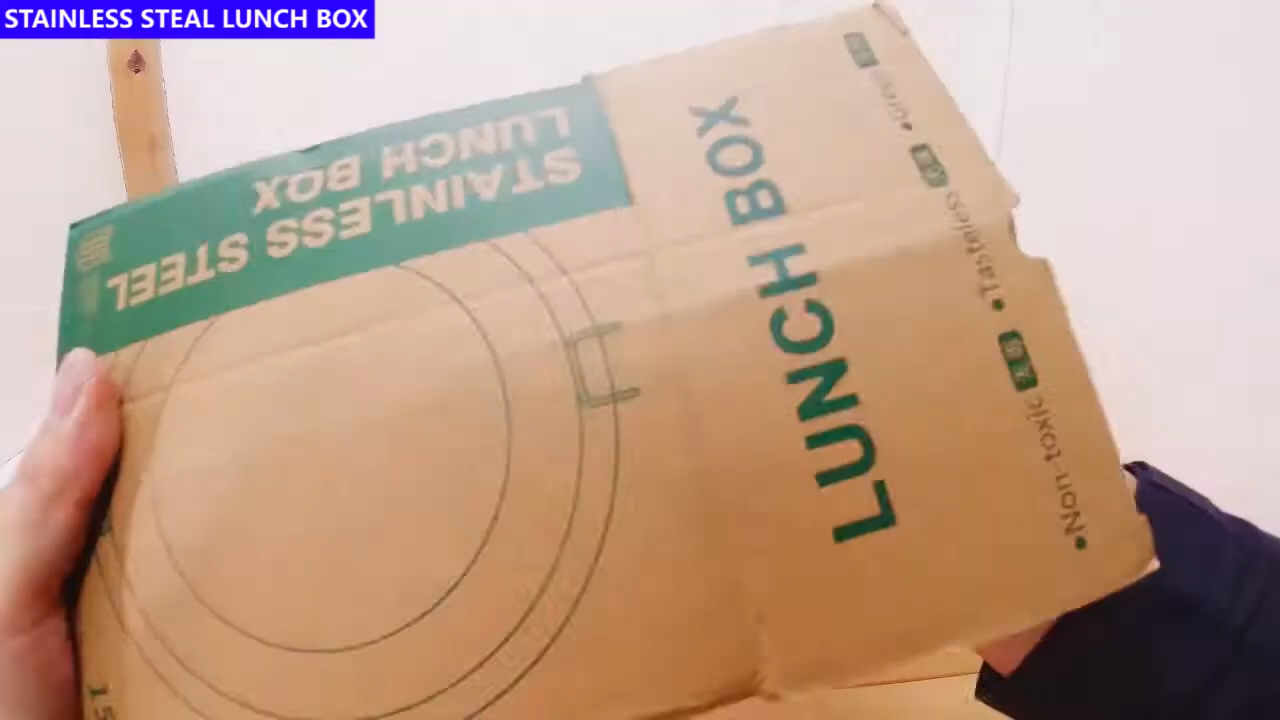 STAINLESS STEAL LUNCH BOX
STAINLESS STEEL
LUNCH BOX
LUNCH BOX
•Non-toxic
•Tasteless